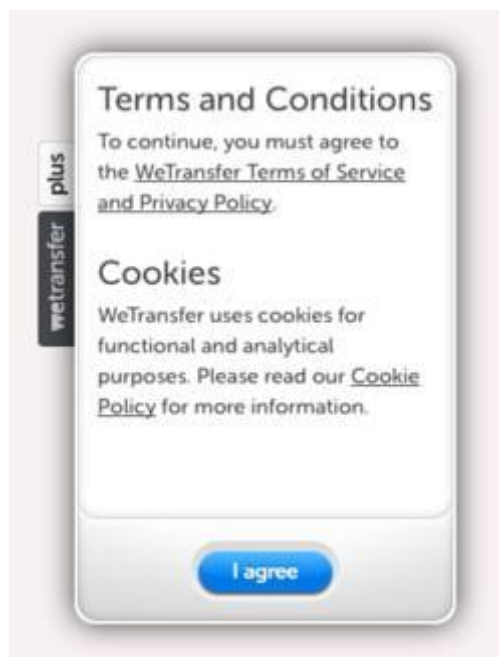 Terms and Conditions
To continue, you must agree to
the WeTransfer Terms of Service
and Privacy Policy.
Cookies
WeTransfer uses cookies for
functional and analytical
purposes. Please read our Cookie
Policy for more information.
I agree
plus
wetransfer